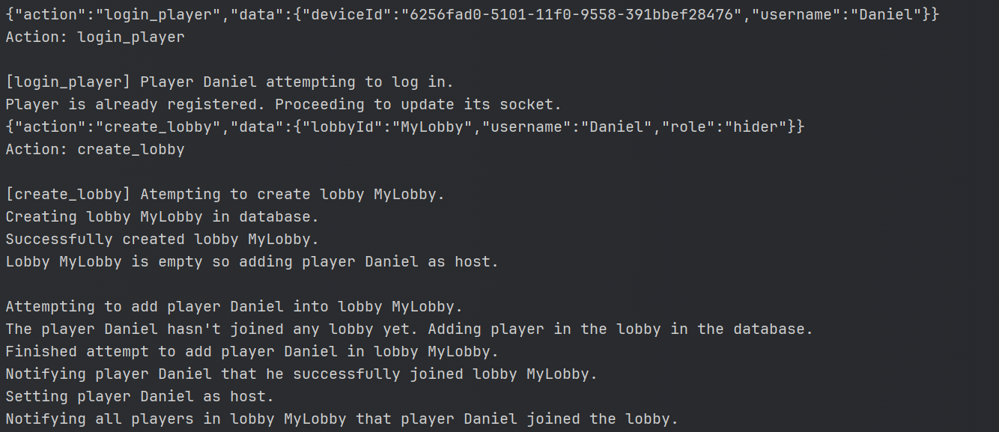 {"action":"login_player","data":{"deviceId":"6256fad0-5101-11f0-9558-391bbef28476","username":"Daniel"}}
Action: login_player
[login_player] Player Daniel attempting to log in.
Player is already registered. Proceeding to update its socket.
{"action":"create_lobby","data":{"lobbyId":"MyLobby","username":"Daniel","role":"hider"}}
Action: create_lobby
[create_lobby] Atempting to create lobby MyLobby.
Creating lobby MyLobby in database.
Successfully created lobby MyLobby.
Lobby MyLobby is empty so adding player Daniel as host.
Attempting to add player Daniel into lobby MyLobby.
The player Daniel hasn't joined any lobby yet. Adding player in the lobby in the database.
Finished attempt to add player Daniel in lobby MyLobby.
Notifying player Daniel that he successfully joined lobby MyLobby.
Setting player Daniel as host.
Notifying all players in lobby MyLobby that player Daniel joined the lobby.